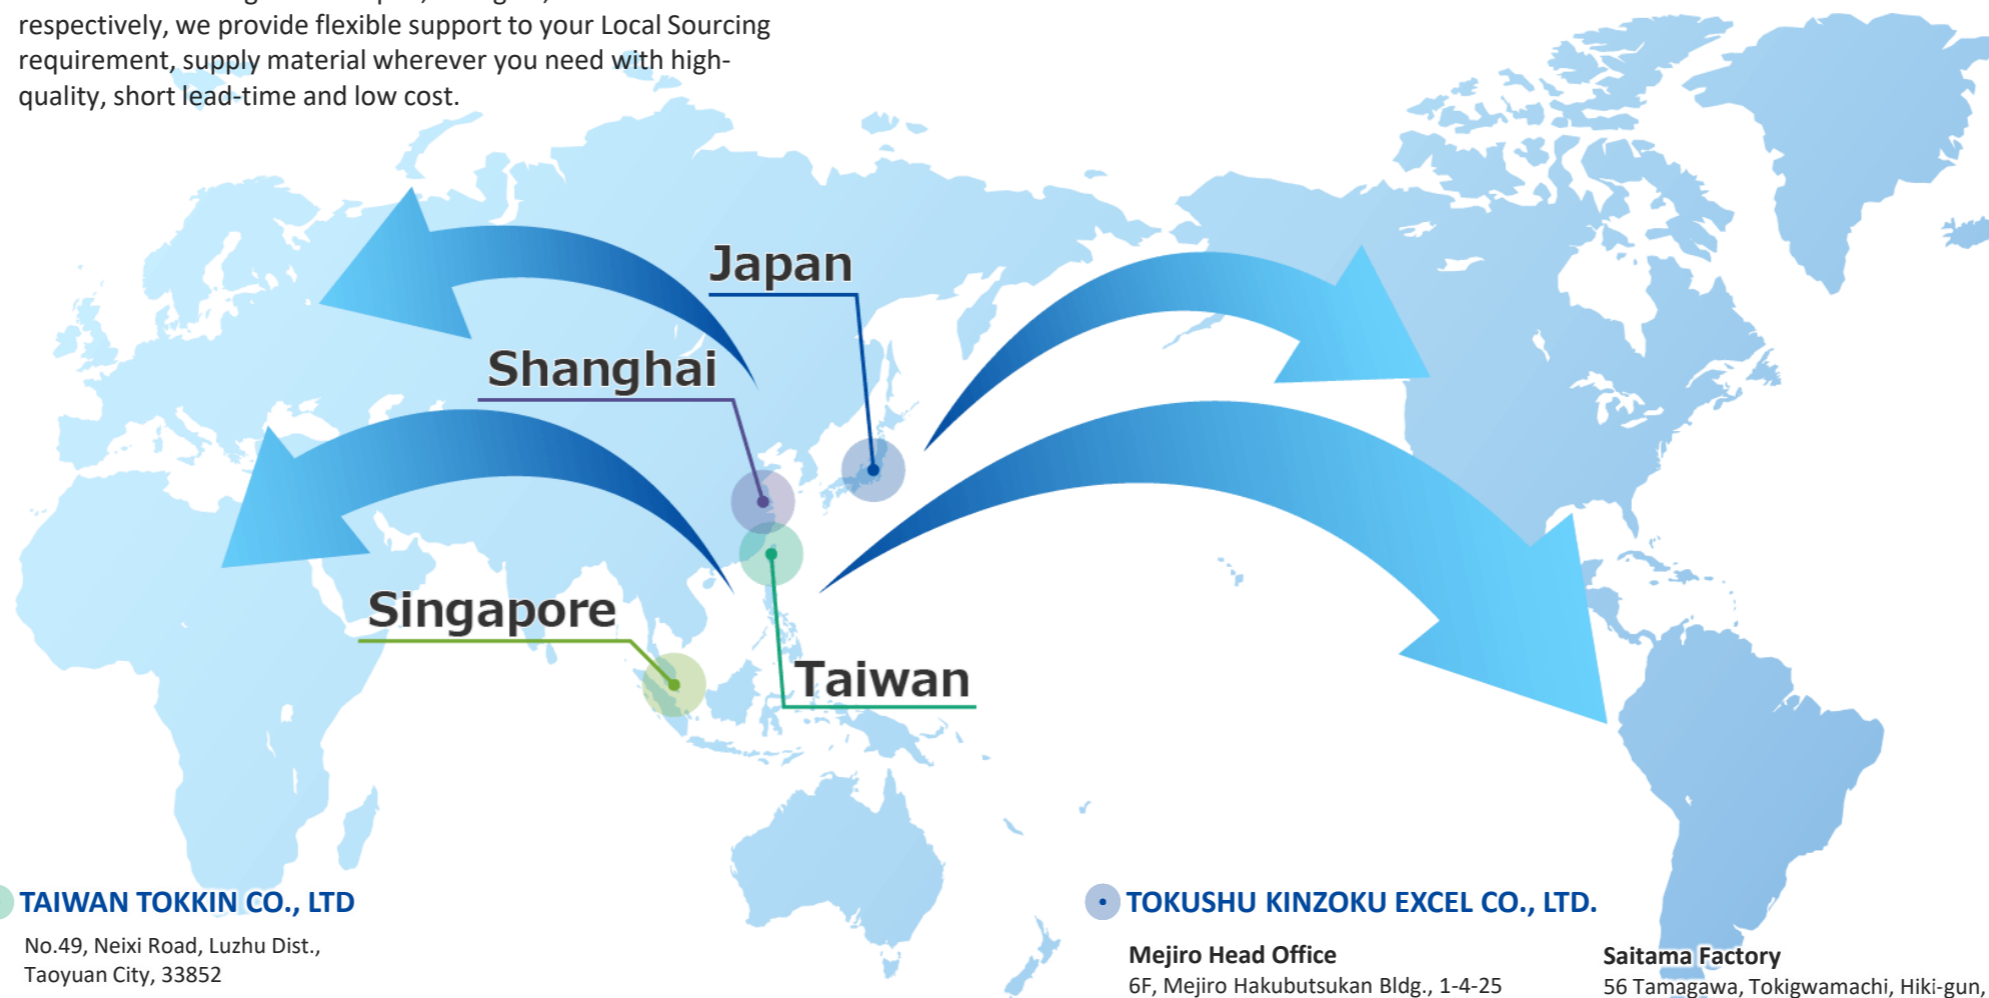 respectively, we provide flexible support to your Local Sourcing
requirement, supply material wherever you need with high-
quality, short lead-time and low cost.
Japan
Shanghai
Singapore
Taiwan
TAIWAN TOKKIN CO., LTD
No.49, Neixi Road, Luzhu Dist.,
Taoyuan City, 33852
TOKUSHU KINZOKU EXCEL CO., LTD.
Mejiro Head Office
6F, Mejiro Hakubutsukan Bldg., 1-4-25
Saitama Factory
56 Tamagawa, Tokigwamachi, Hiki-gun,